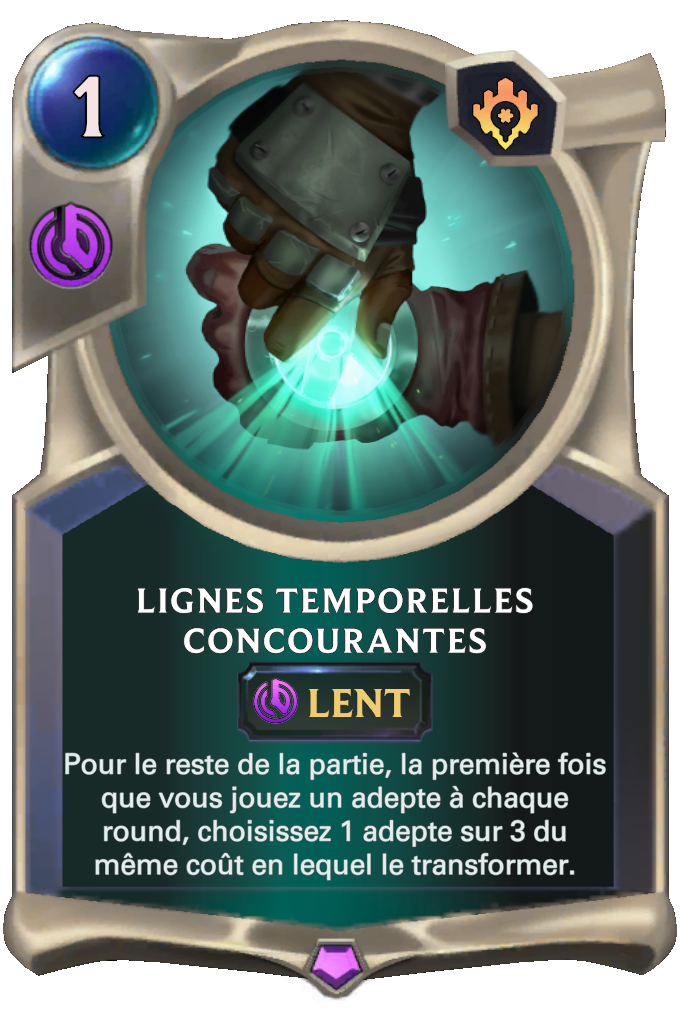 1
LIGNES TEMPORELLES
CONCOURANTES
LENT
Pour le reste de la partie, la première fois
que vous jouez un adepte à chaque
round, choisissez 1 adepte sur 3 du
même coût en lequel le transformer.